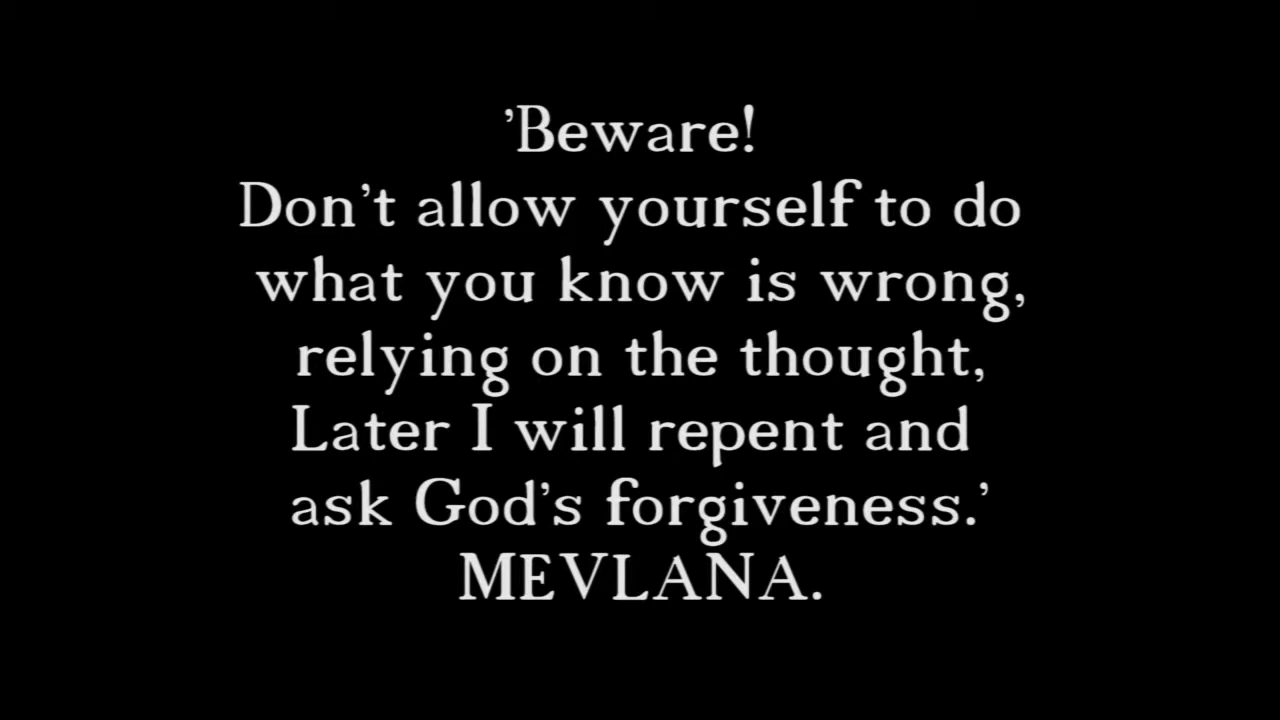 ’Beware!
Don’t allow yourself to do
what you know is wrong,
relying on the thought,
Later I will repent and
ask God’s forgiveness.’
MEVLANA.